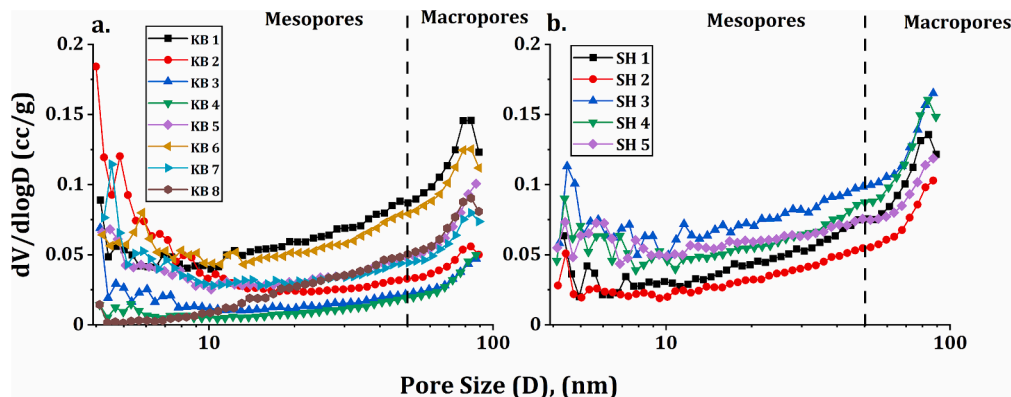 a.
Mesopores
Macropores
KB 1
KB 2
KB 3
KB 4
KB 5
KB 6
KB 7
KB 8
dV/dlogD (cc/g)
0.2
0.15
0.1
0.05
0
10
100
b.
Mesopores
Macropores
SH 1
SH 2
SH 3
SH 4
SH 5
0.2
0.15
0.1
0.05
0
10
100
Pore Size (D), (nm)